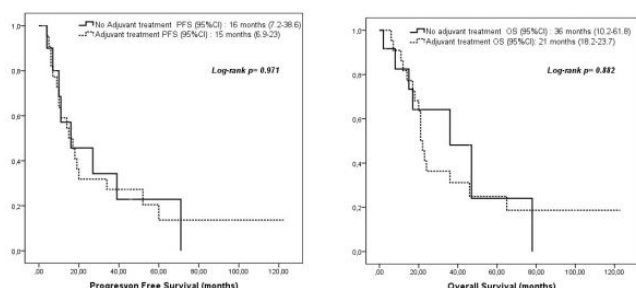 No Adjuvant treatment PFS (95%CI) : 16 months (7.2-38.6)
Adjuvant treatment PFS (95%CI) : 15 months (6.9-23)
Log-rank p= 0.971
1,0
0,8
0,6
0,4
0,2
0,0
,00 20,00 40,00 60,00 80,00 100,00 120,00
Progresyon Free Survival (months)
No adjuvant treatment OS (95%CI) : 36 months (10.2-61.8)
Adjuvant treatment OS (95%CI) : 21 months (18.2-23.7)
Log-rank p= 0.882
1,0
0,8
0,6
0,4
0,2
0,0
,00 20,00 40,00 60,00 80,00 100,00 120,00
Overall Survival (months)